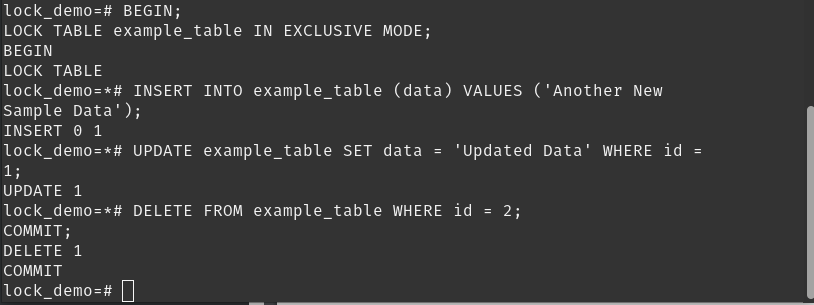 lock_demo=# BEGIN;
LOCK TABLE example_table IN EXCLUSIVE MODE;
BEGIN
LOCK TABLE
lock_demo=*# INSERT INTO example_table (data) VALUES ('Another New
Sample Data');
INSERT 0 1
lock_demo=*# UPDATE example_table SET data = 'Updated Data' WHERE id =
1;
UPDATE 1
lock_demo=*# DELETE FROM example_table WHERE id = 2;
COMMIT;
DELETE 1
COMMIT
lock_demo=#